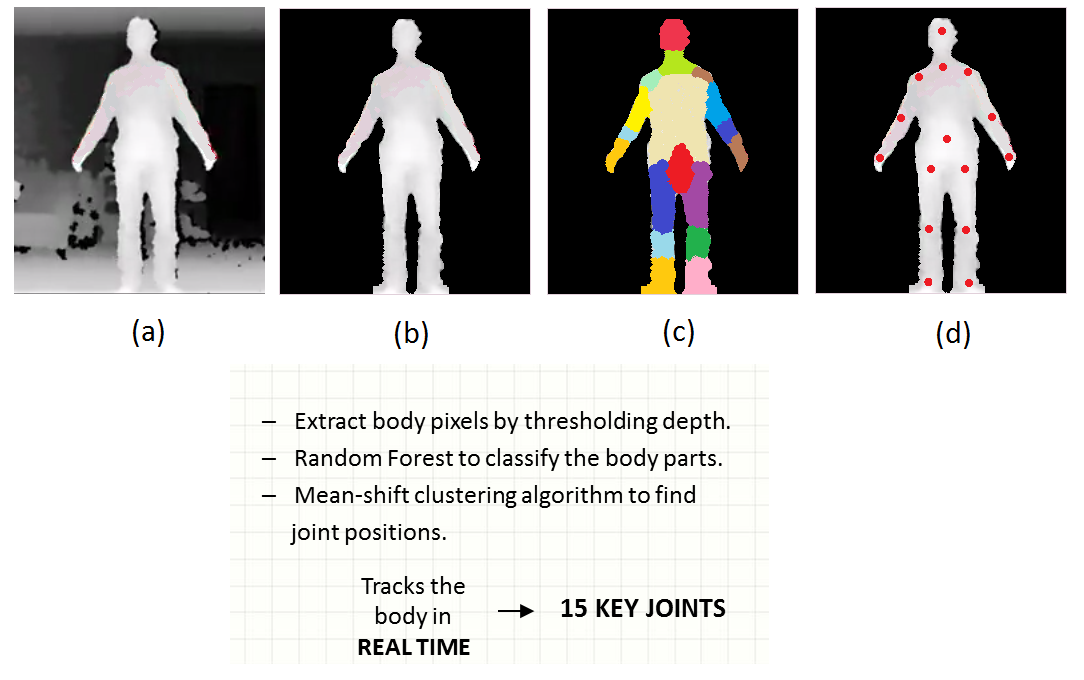 (a) (b) (c) (d)
– Extract body pixels by thresholding depth.
– Random Forest to classify the body parts.
– Mean-shift clustering algorithm to find
joint positions.
Tracks the
body in
REAL TIME
→ 15 KEY JOINTS